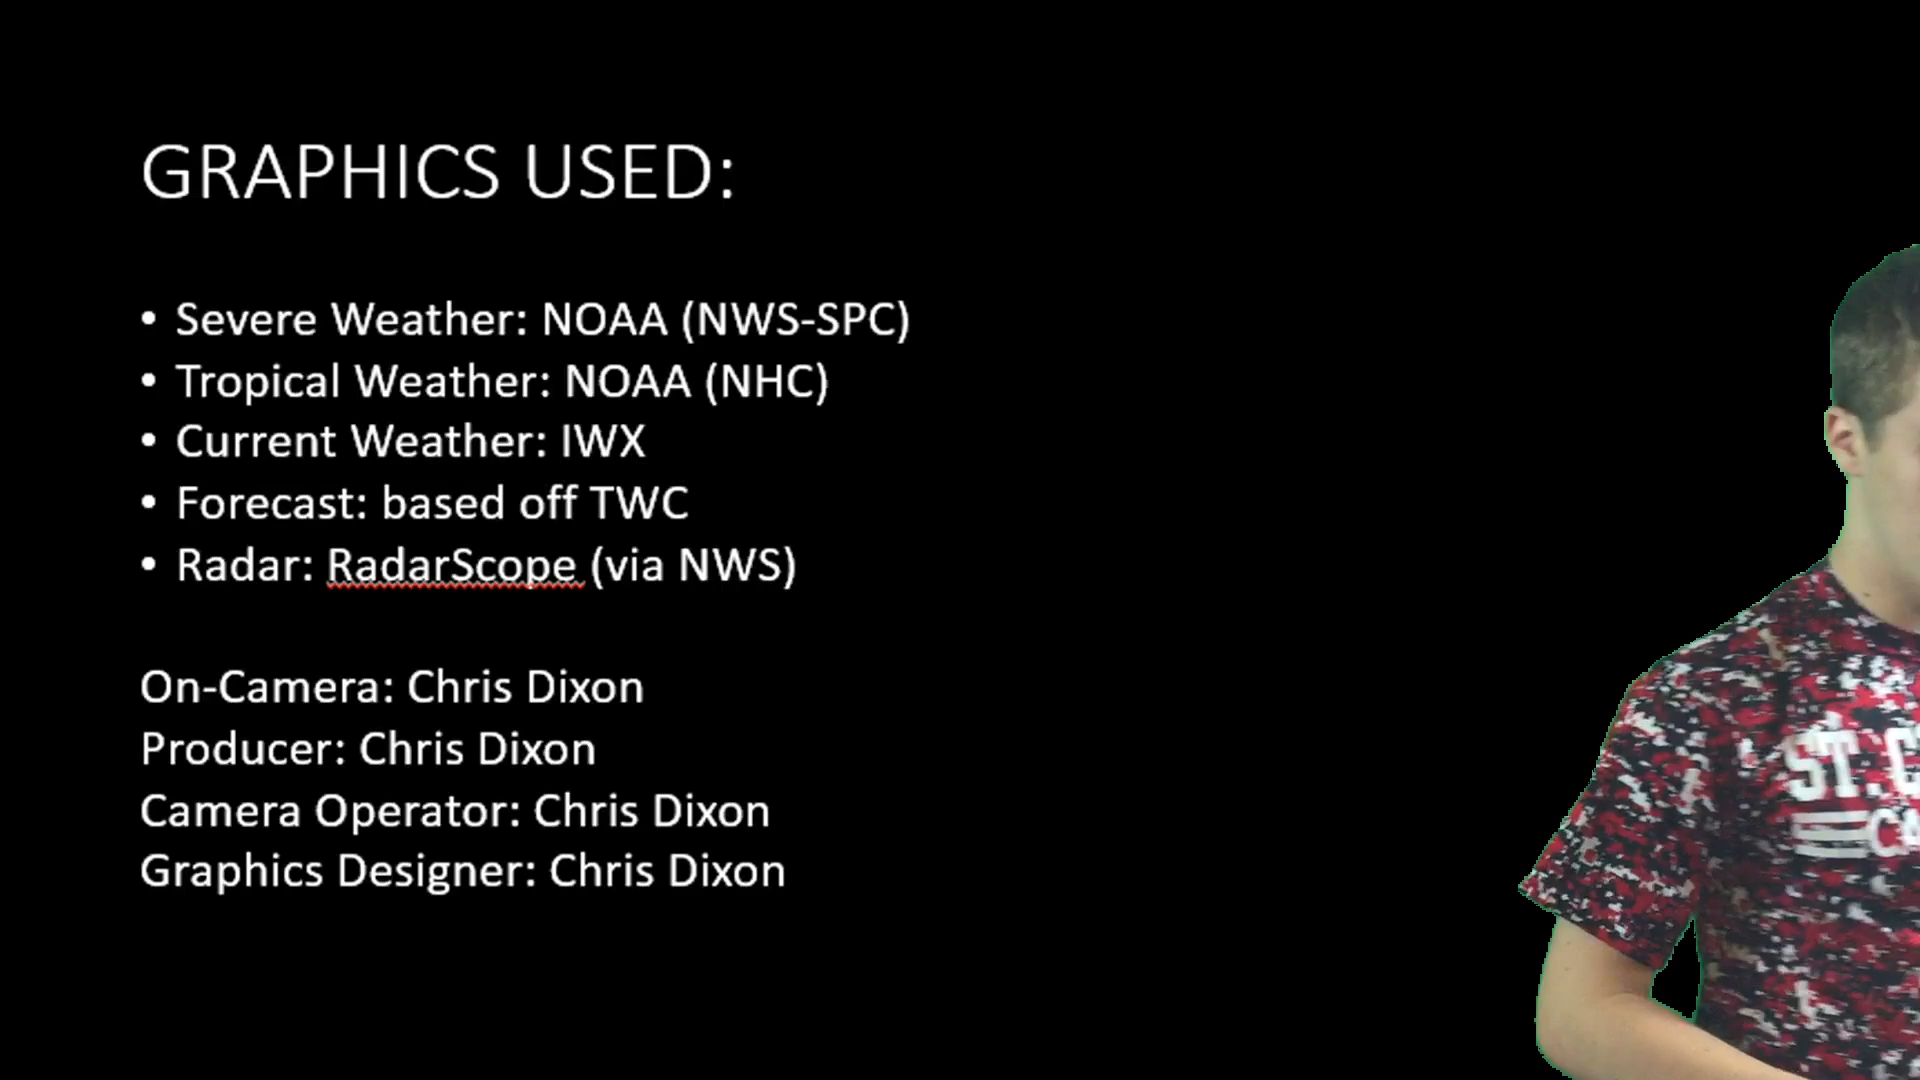 GRAPHICS USED:
• Severe Weather: NOAA (NWS-SPC)
• Tropical Weather: NOAA (NHC)
• Current Weather: IWX
• Forecast: based off TWC
• Radar: RadarScope (via NWS)
On-Camera: Chris Dixon
Producer: Chris Dixon
Camera Operator: Chris Dixon
Graphics Designer: Chris Dixon
ST.